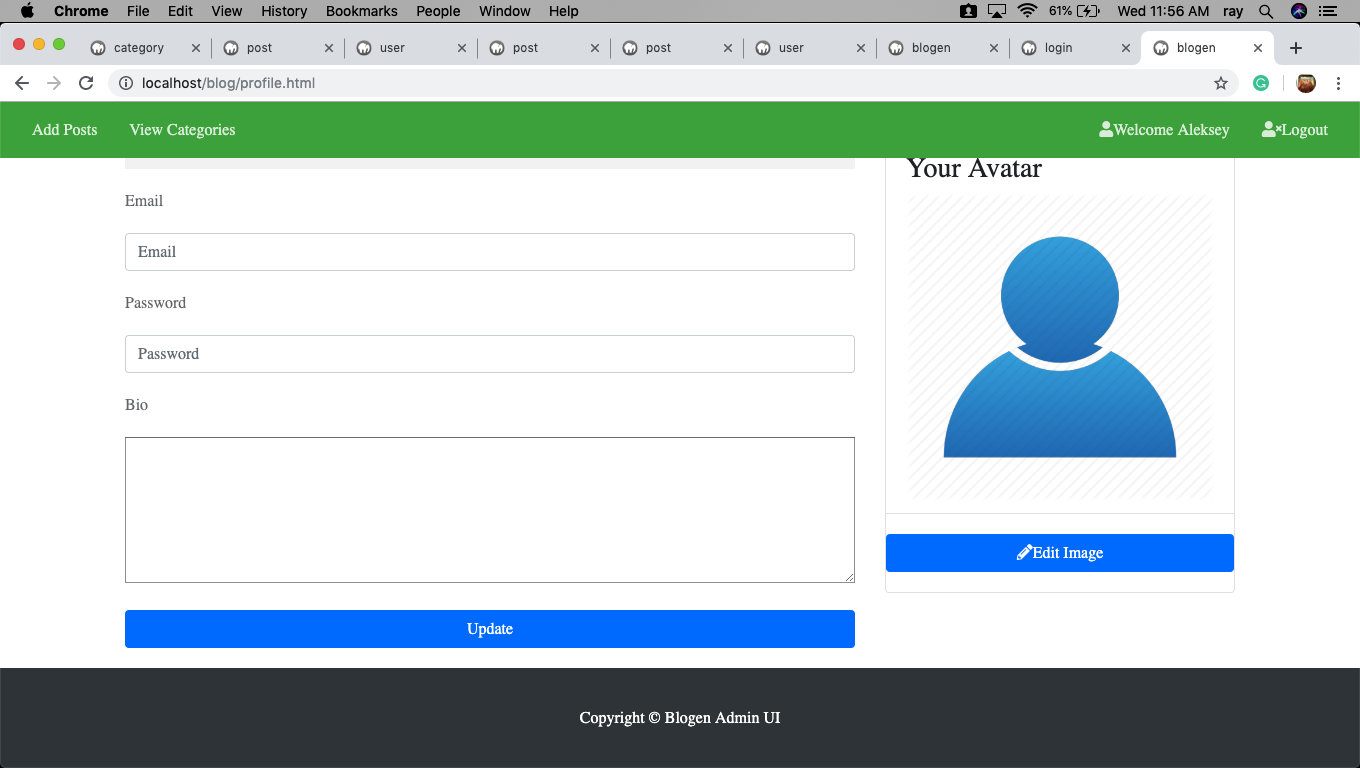 Chrome File Edit View History Bookmarks People Window Help 61% Wed 11:56 AM ray
category post user post post user blogen login blogen
localhost/blog/profile.html
Add Posts View Categories Welcome Aleksey Logout
Your Avatar
Email
Email
Password
Password
Bio
Edit Image
Update
Copyright © Blogen Admin UI